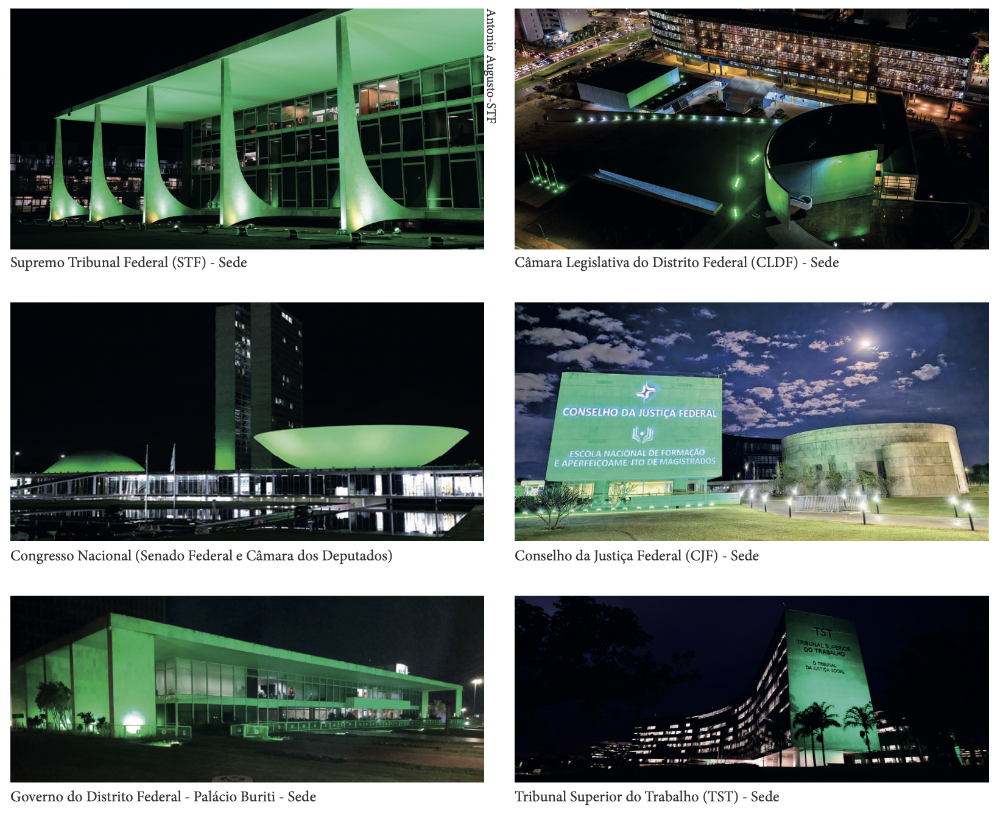 Antonio Augusto-STF
Supremo Tribunal Federal (STF) - Sede
Câmara Legislativa do Distrito Federal (CLDF) - Sede
CONSELHO DA JUSTIÇA FEDERAL
ESCOLA NACIONAL DE FORMAÇÃO
E APERFEIÇOAME JTO DE MAGISTRADOS
Congresso Nacional (Senado Federal e Câmara dos Deputados)
Conselho da Justiça Federal (CJF) - Sede
TST
TRIBUNAL SUPERIOR
DO TRABALHO
O TRIBUNAL
DA JUSTIÇA SOCIAL
Governo do Distrito Federal - Palácio Buriti - Sede
Tribunal Superior do Trabalho (TST) - Sede